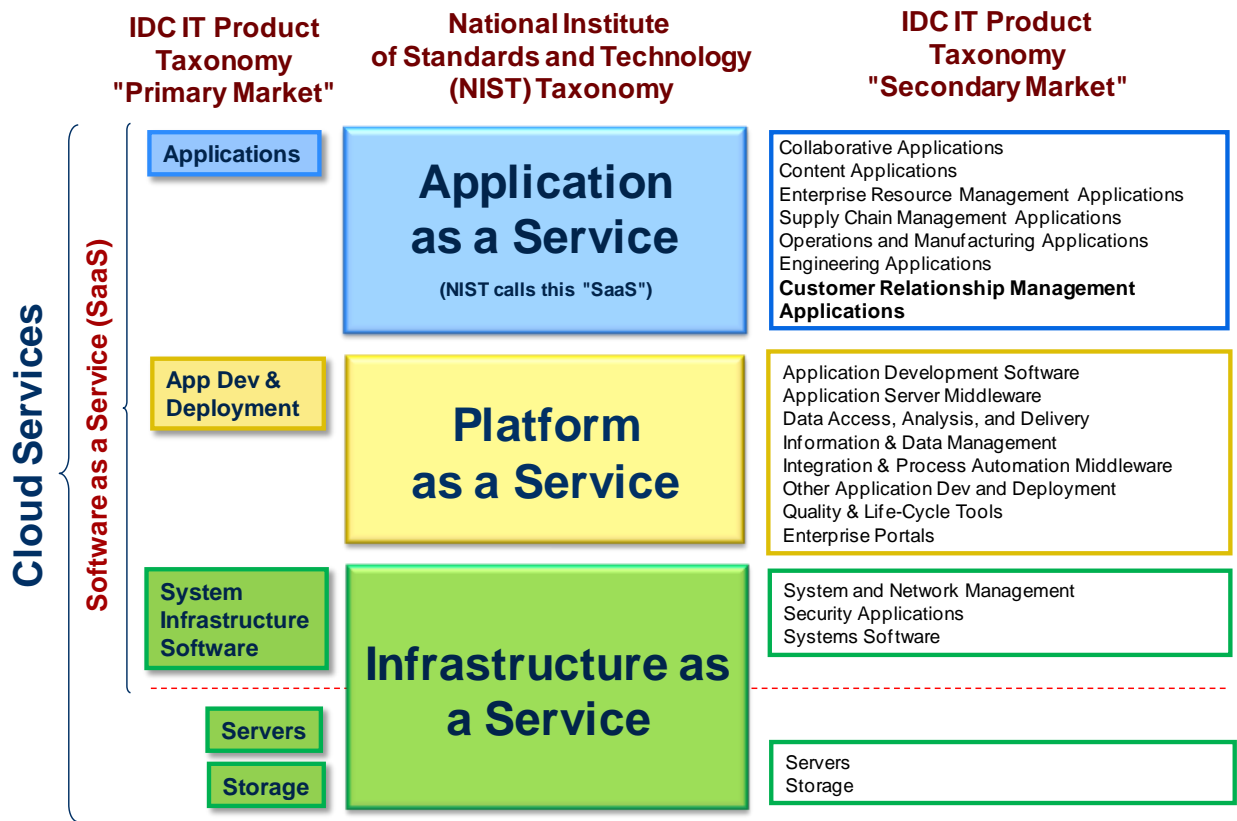 IDC IT Product
Taxonomy
"Primary Market"
National Institute
of Standards and Technology
(NIST) Taxonomy
IDC IT Product
Taxonomy
"Secondary Market"
Cloud Services
Software as a Service (SaaS)
Applications
Application
as a Service
(NIST calls this "SaaS")
Collaborative Applications
Content Applications
Enterprise Resource Management Applications
Supply Chain Management Applications
Operations and Manufacturing Applications
Engineering Applications
Customer Relationship Management
Applications
App Dev &
Deployment
Platform
as a Service
Application Development Software
Application Server Middleware
Data Access, Analysis, and Delivery
Information & Data Management
Integration & Process Automation Middleware
Other Application Dev and Deployment
Quality & Life-Cycle Tools
Enterprise Portals
System
Infrastructure
Software
Infrastructure as
a Service
System and Network Management
Security Applications
Systems Software
Servers
Storage
Servers
Storage